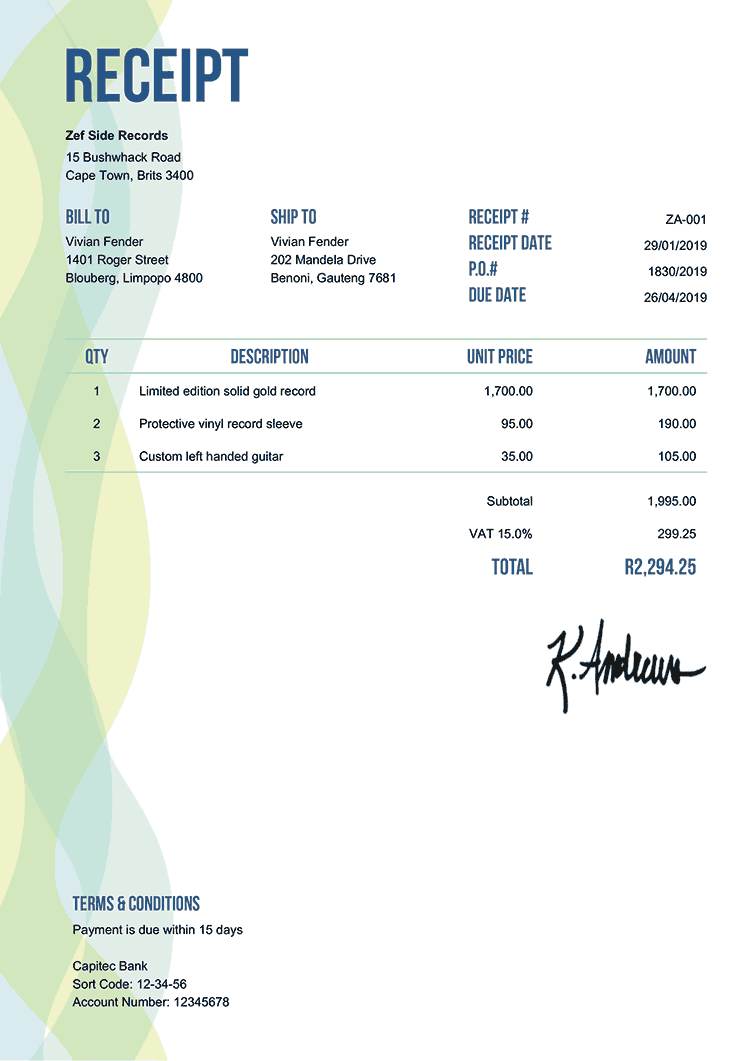 RECEIPT
Zef Side Records
15 Bushwhack Road
Cape Town, Brits 3400
BILL TO
Vivian Fender
1401 Roger Street
Blouberg, Limpopo 4800
SHIP TO
Vivian Fender
202 Mandela Drive
Benoni, Gauteng 7681
RECEIPT # ZA-001
RECEIPT DATE 29/01/2019
P.O.# 1830/2019
DUE DATE 26/04/2019
QTY DESCRIPTION UNIT PRICE AMOUNT
1 Limited edition solid gold record 1,700.00 1,700.00
2 Protective vinyl record sleeve 95.00 190.00
3 Custom left handed guitar 35.00 105.00
Subtotal 1,995.00
VAT 15.0% 299.25
TOTAL R2,294.25
K. Andrews
TERMS & CONDITIONS
Payment is due within 15 days
Capitec Bank
Sort Code: 12-34-56
Account Number: 12345678